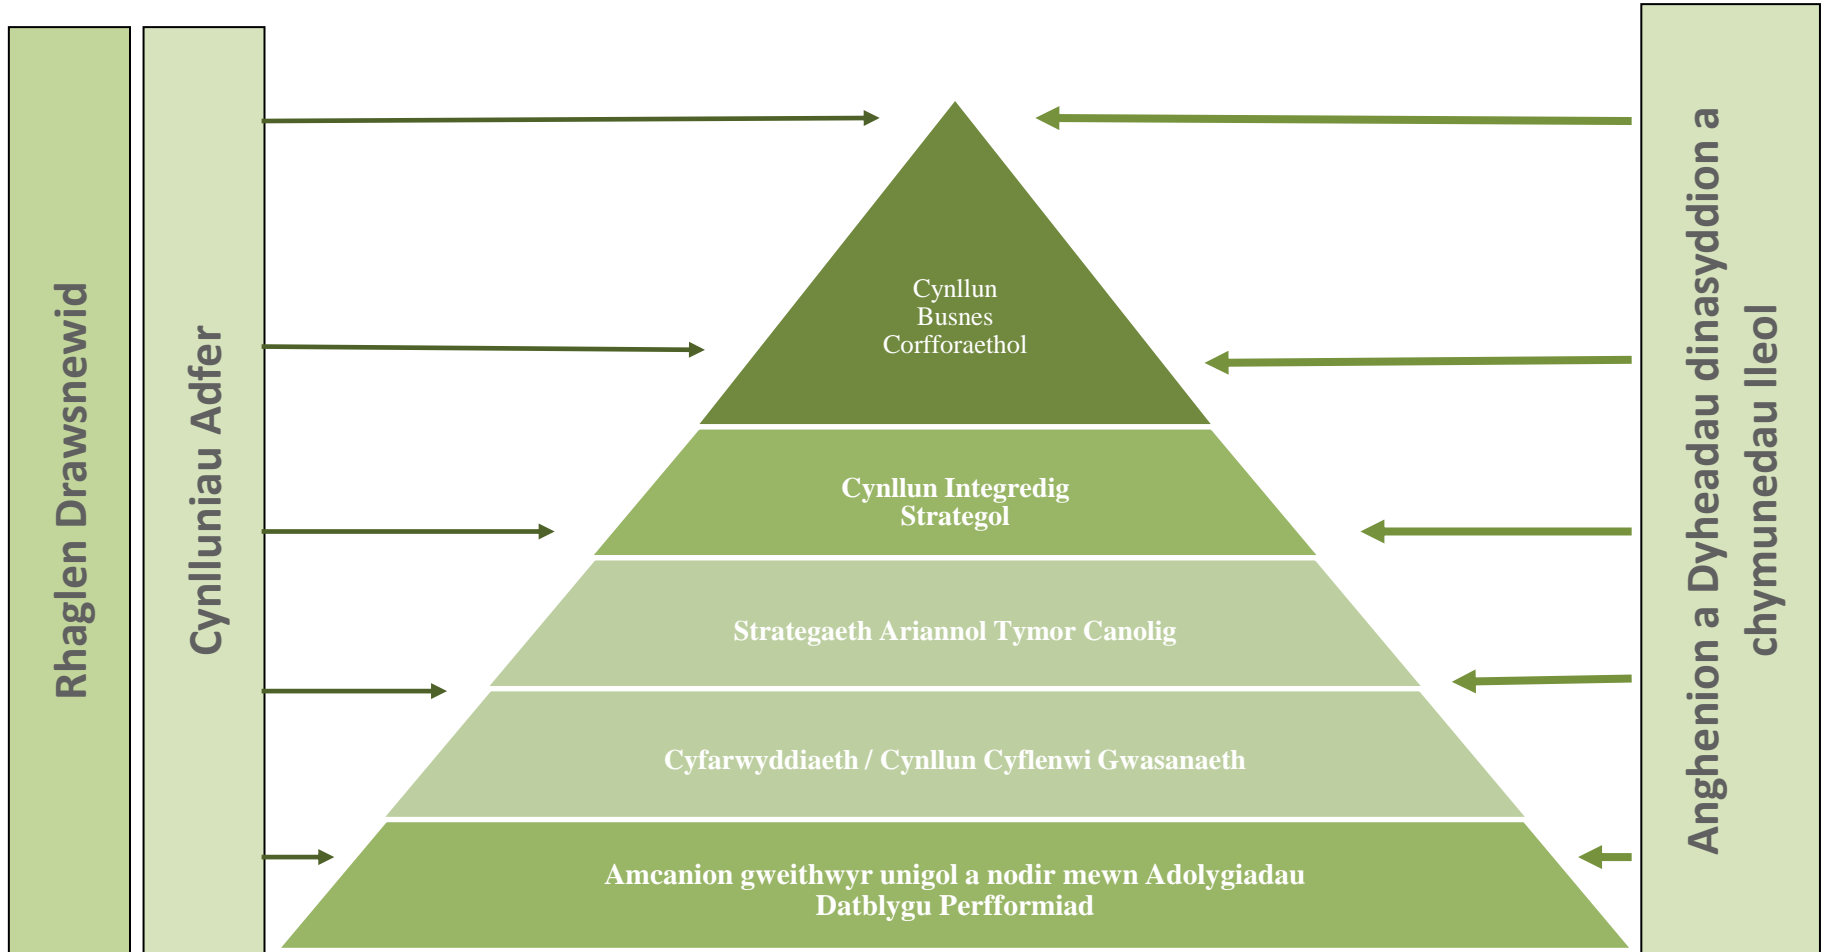 Rhaglen Drawsnewid
Cynlluniau Adfer
Cynllun
Busnes
Corfforaethol
Cynllun Integredig
Strategol
Strategaeth Ariannol Tymor Canolig
Cyfarwyddiaeth / Cynllun Cyflenwi Gwasanaeth
Amcanion gweithwyr unigol a nodir mewn Adolygiadau
Datblygu Perfformiad
Anghenion a Dyheadau dinasyddion a
chymunedau lleol